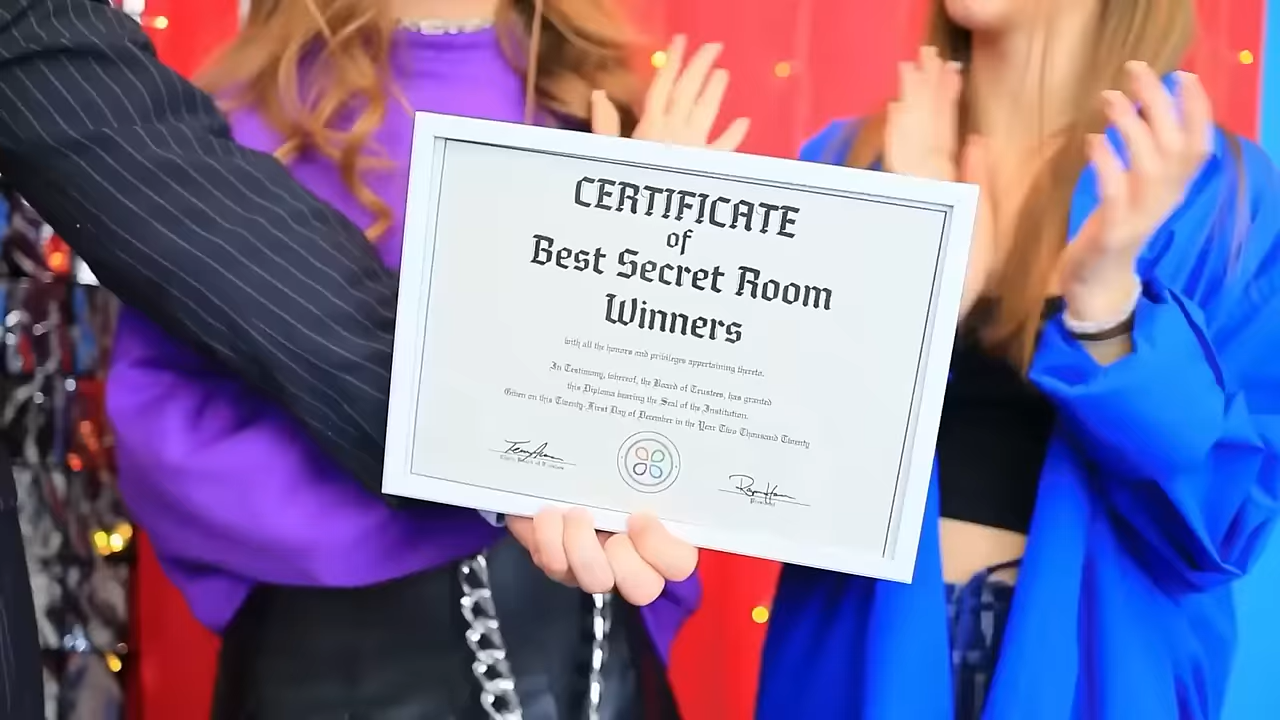 CERTIFICATE
of
Best Secret Room
Winners
with all the honors and privileges appertaining thereto.
In Testimony, whereof, the Board of Trustees, has granted
this Diploma bearing the Seal of the Institution.
Given on this Twenty-First Day of December in the Year Two Thousand Twenty